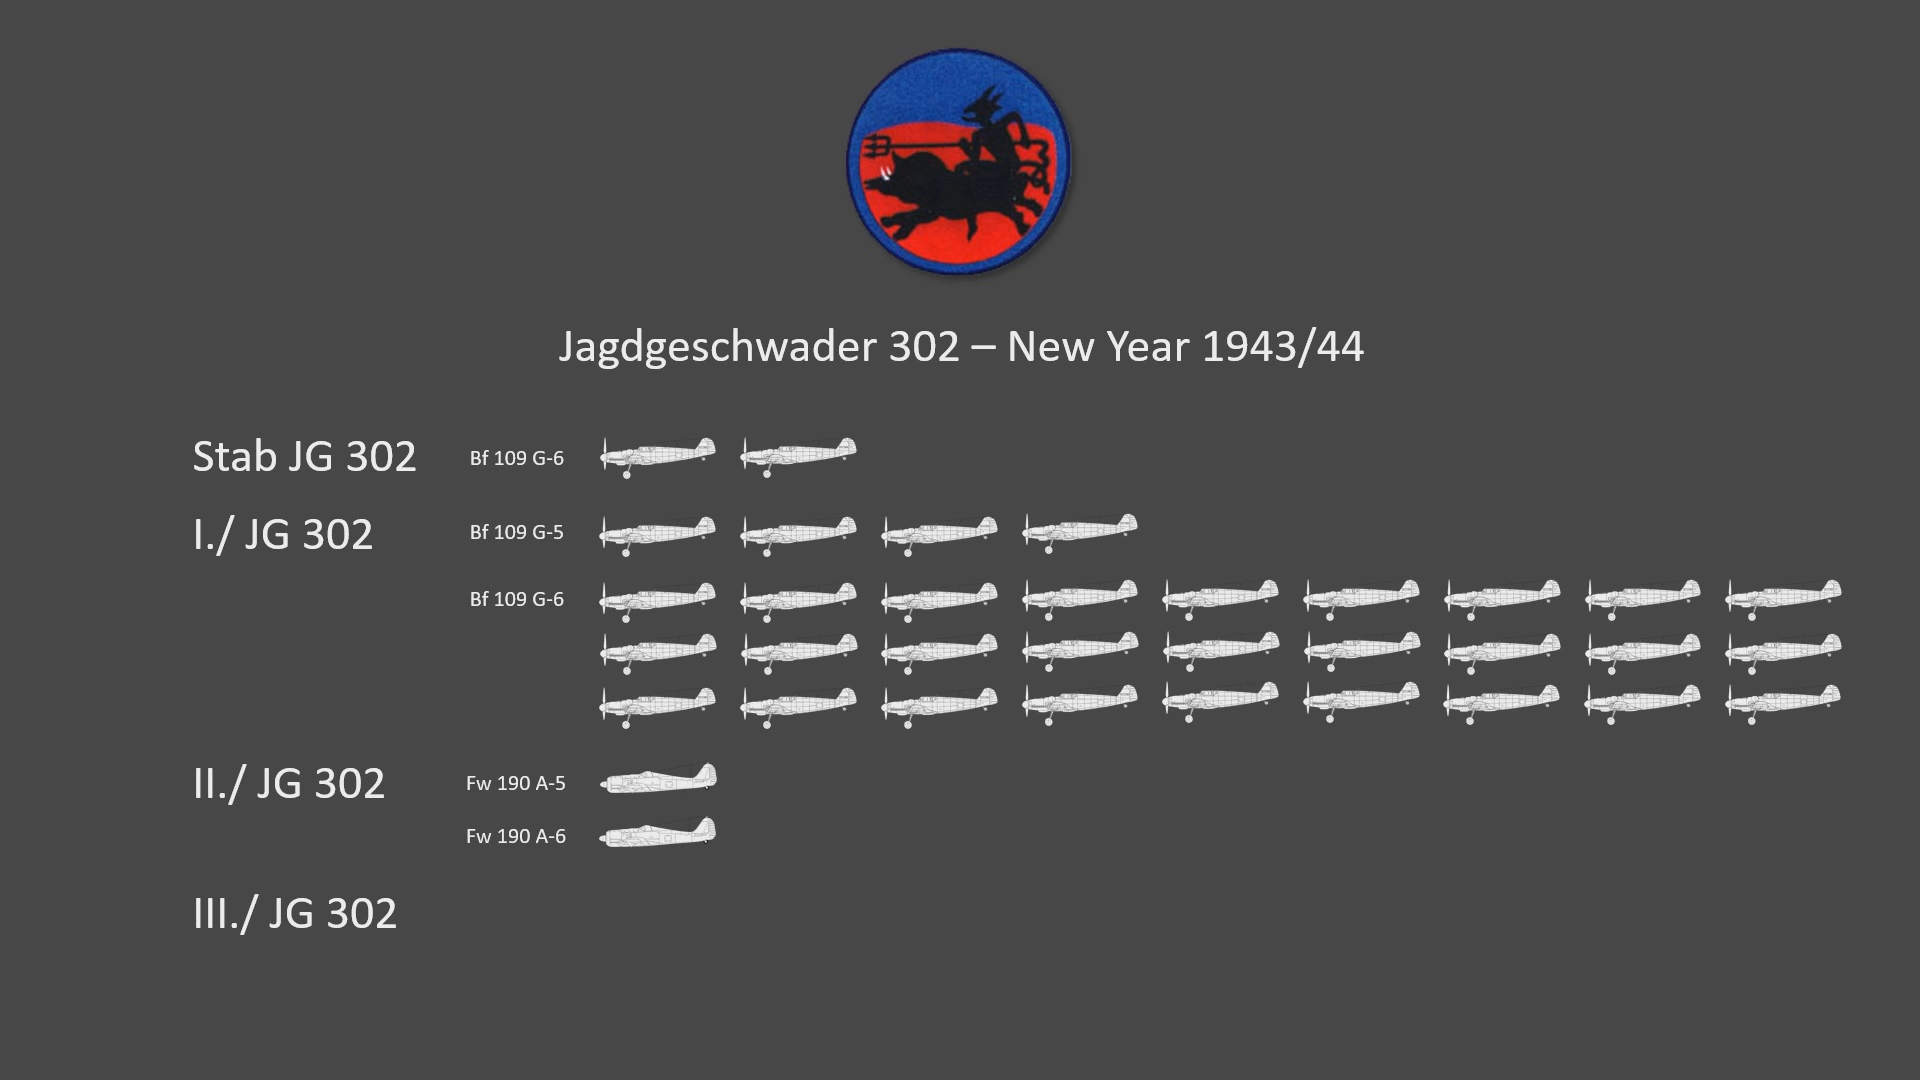 Jagdgeschwader 302 – New Year 1943/44
Stab JG 302
Bf 109 G-6
I./ JG 302
Bf 109 G-5
Bf 109 G-6
II./ JG 302
Fw 190 A-5
Fw 190 A-6
III./ JG 302